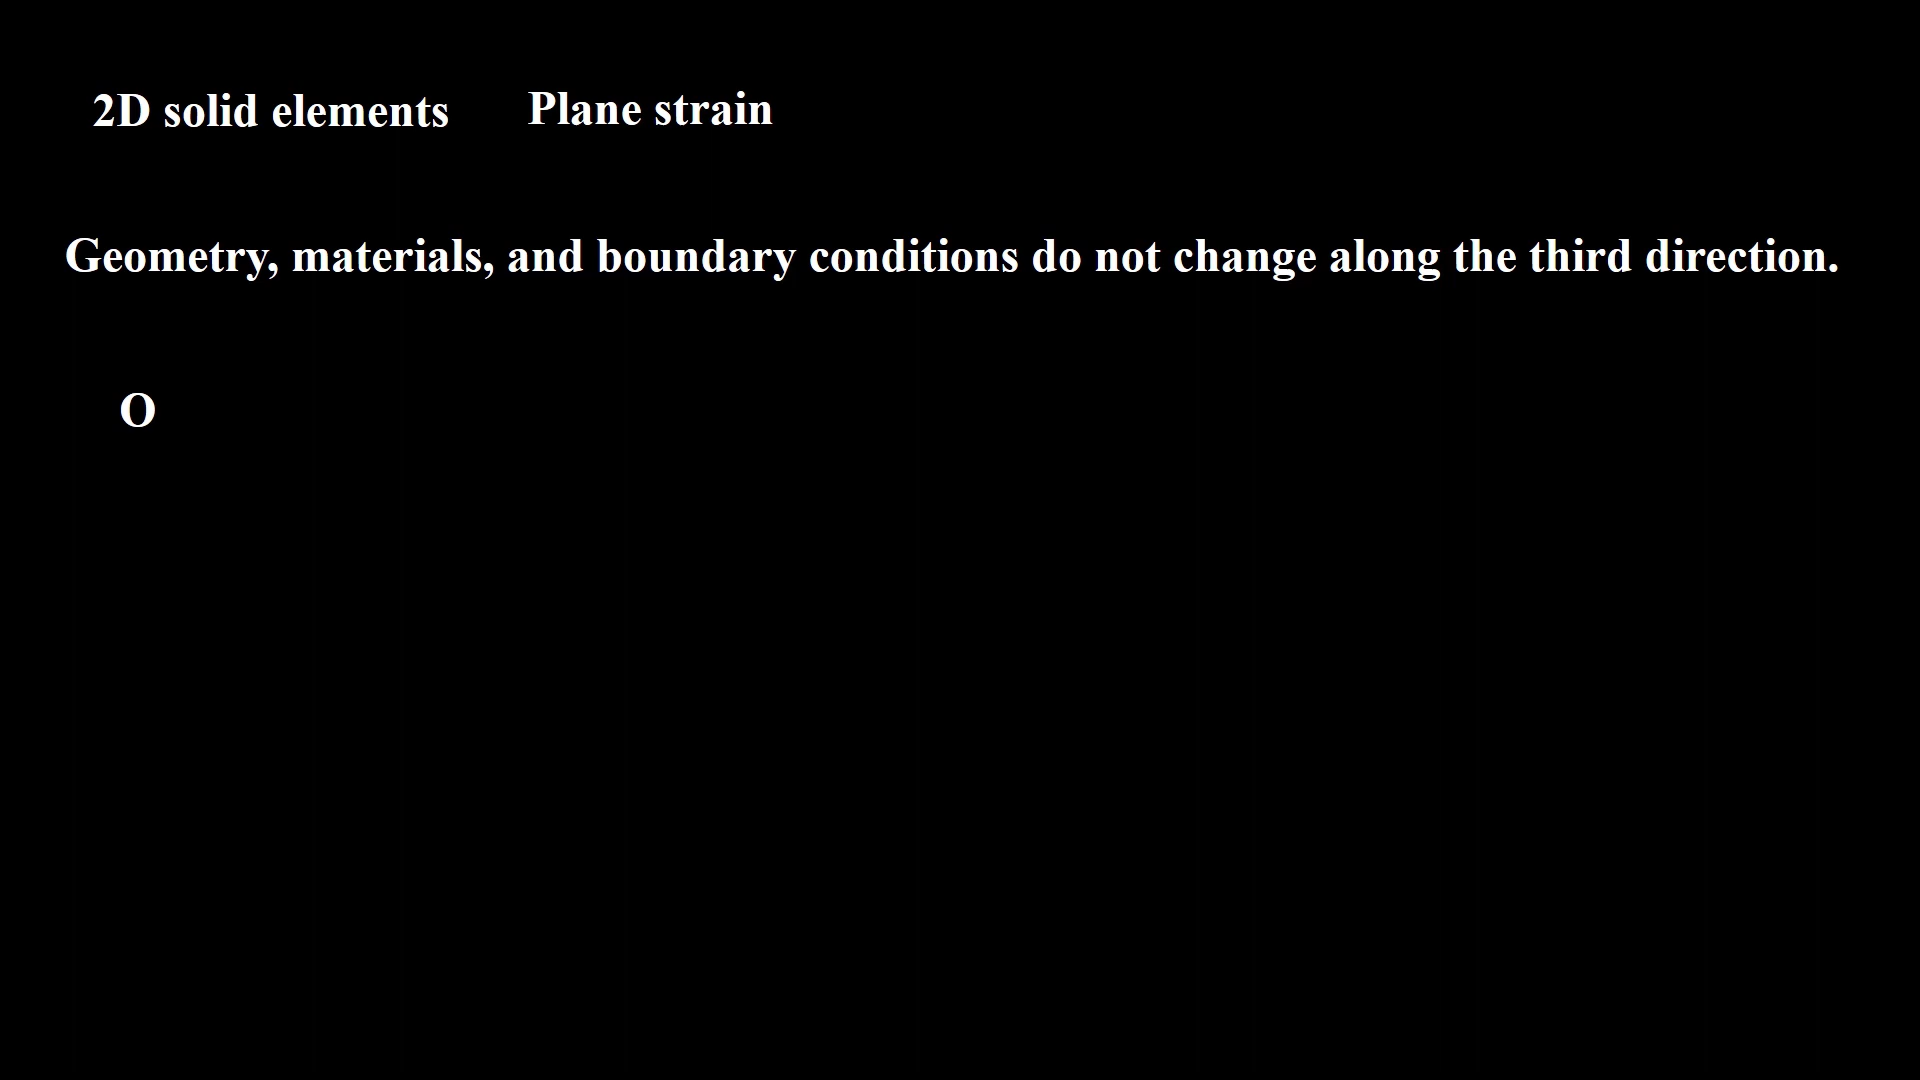 2D solid elements Plane strain
Geometry, materials, and boundary conditions do not change along the third direction.
O